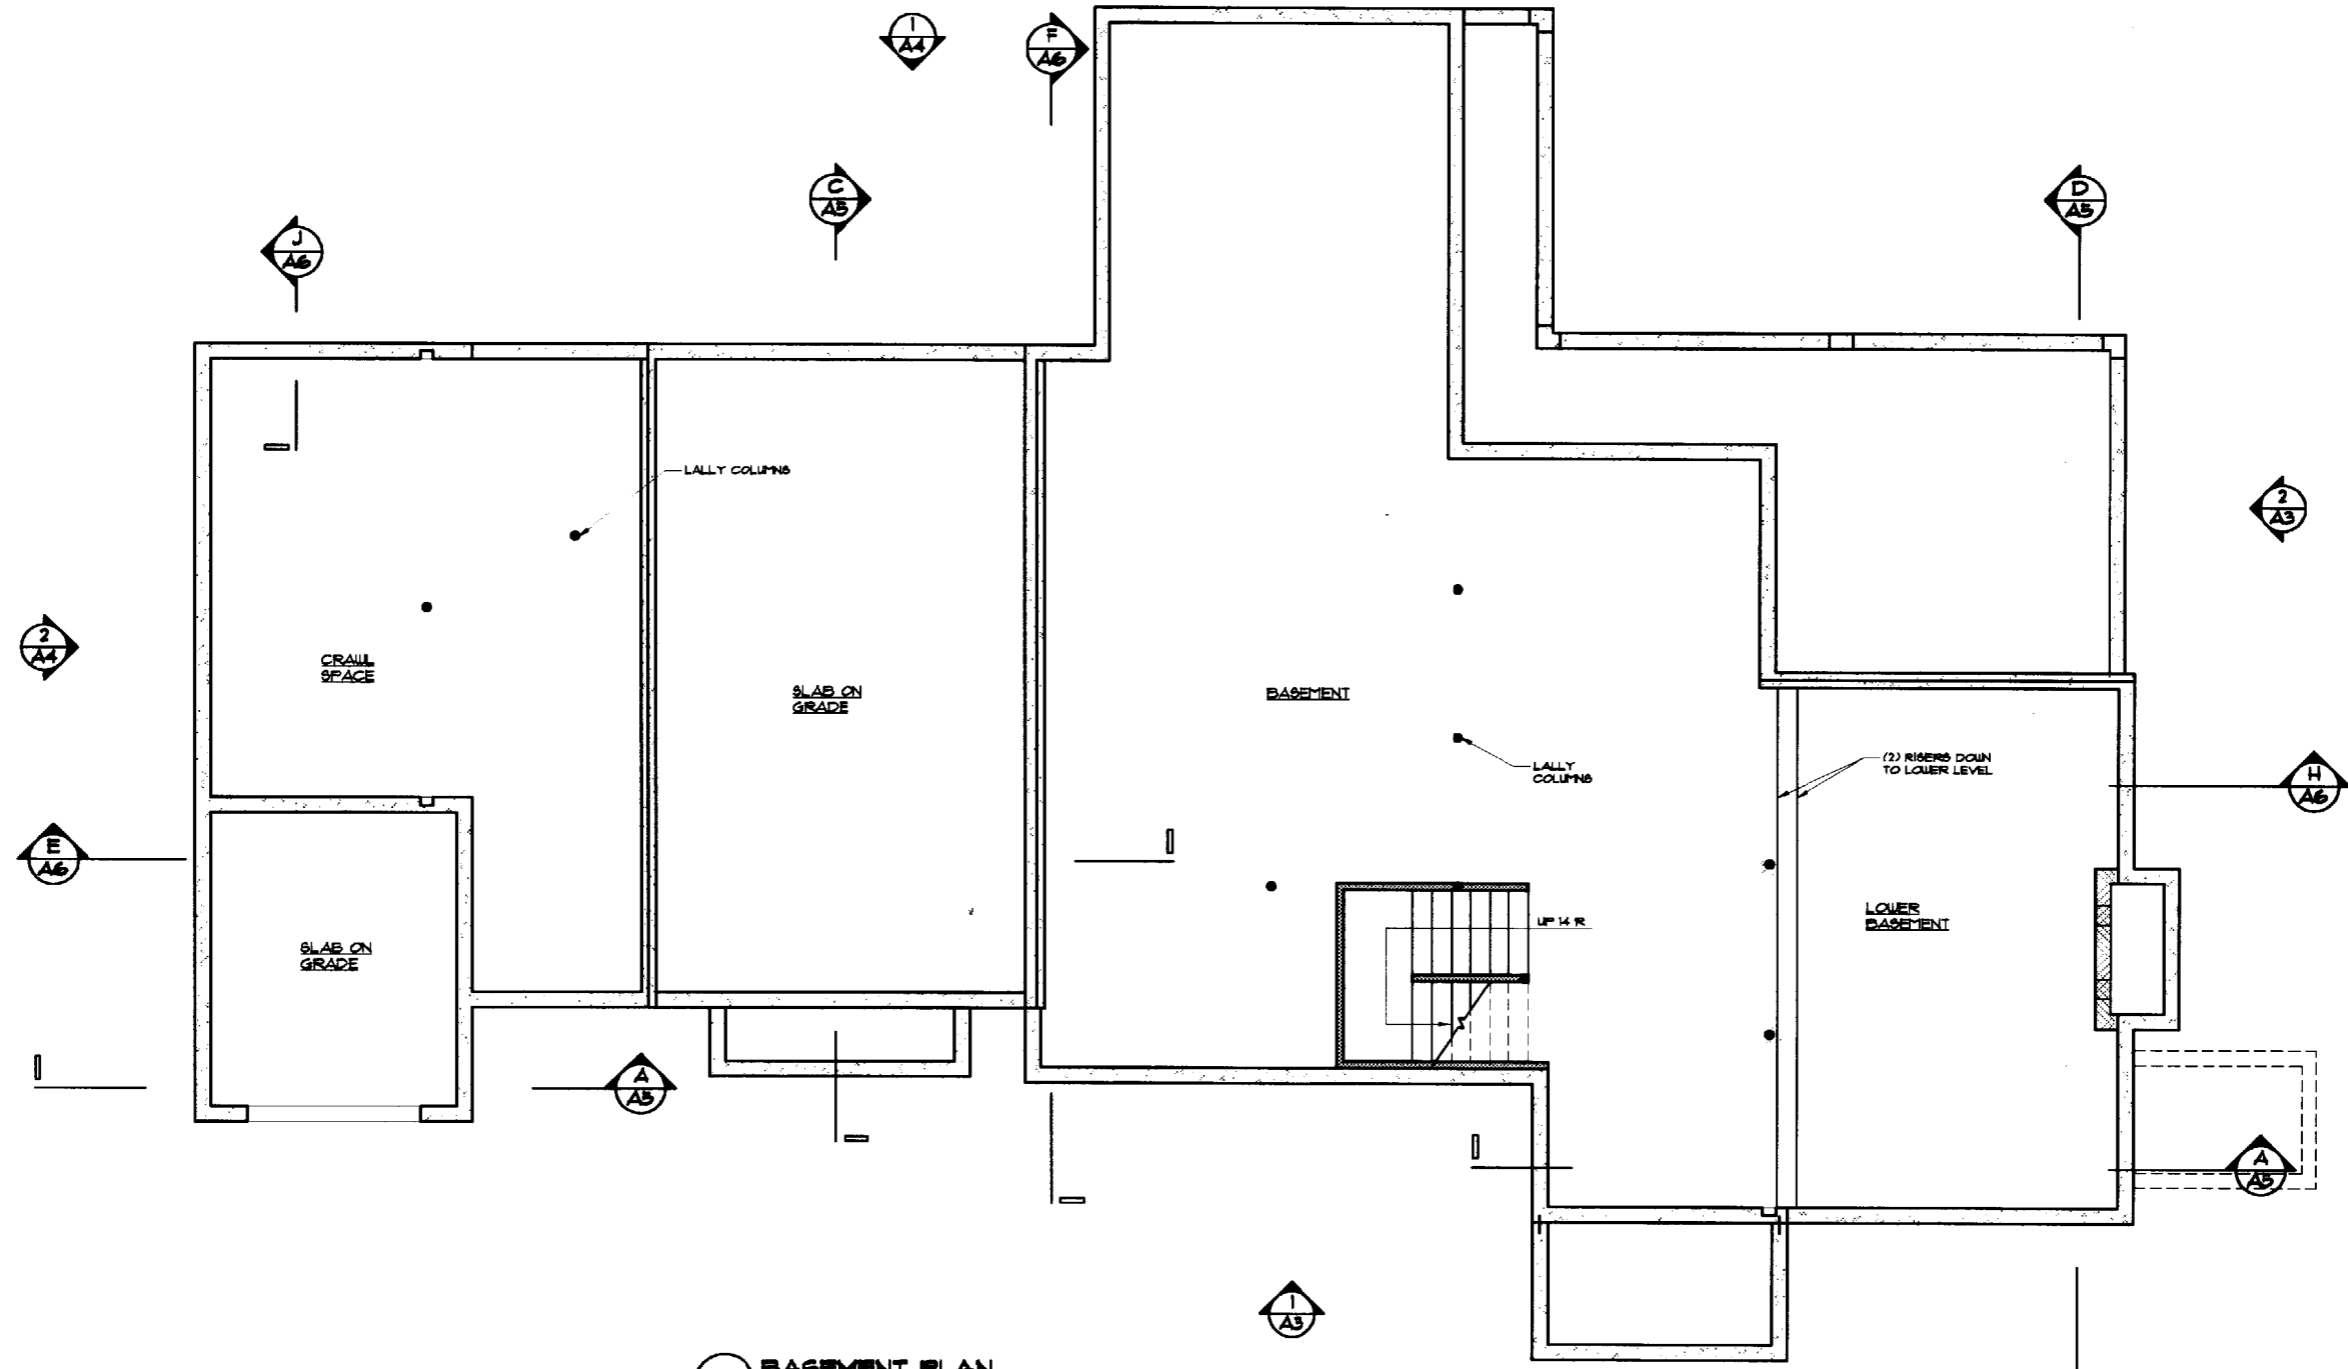 1
A4
F
A6
C
A5
D
A5
J
A6
LALLY COLUMNS
2
A3
2
A4
CRAWL
SPACE
SLAB ON
GRADE
BASEMENT
LALLY
COLUMNS
(2) RISERS DOWN
TO LOWER LEVEL
H
A6
E
A6
UP 14 R
LOWER
BASEMENT
SLAB ON
GRADE
A
A5
A
A5
1
A3
BASEMENT PLAN